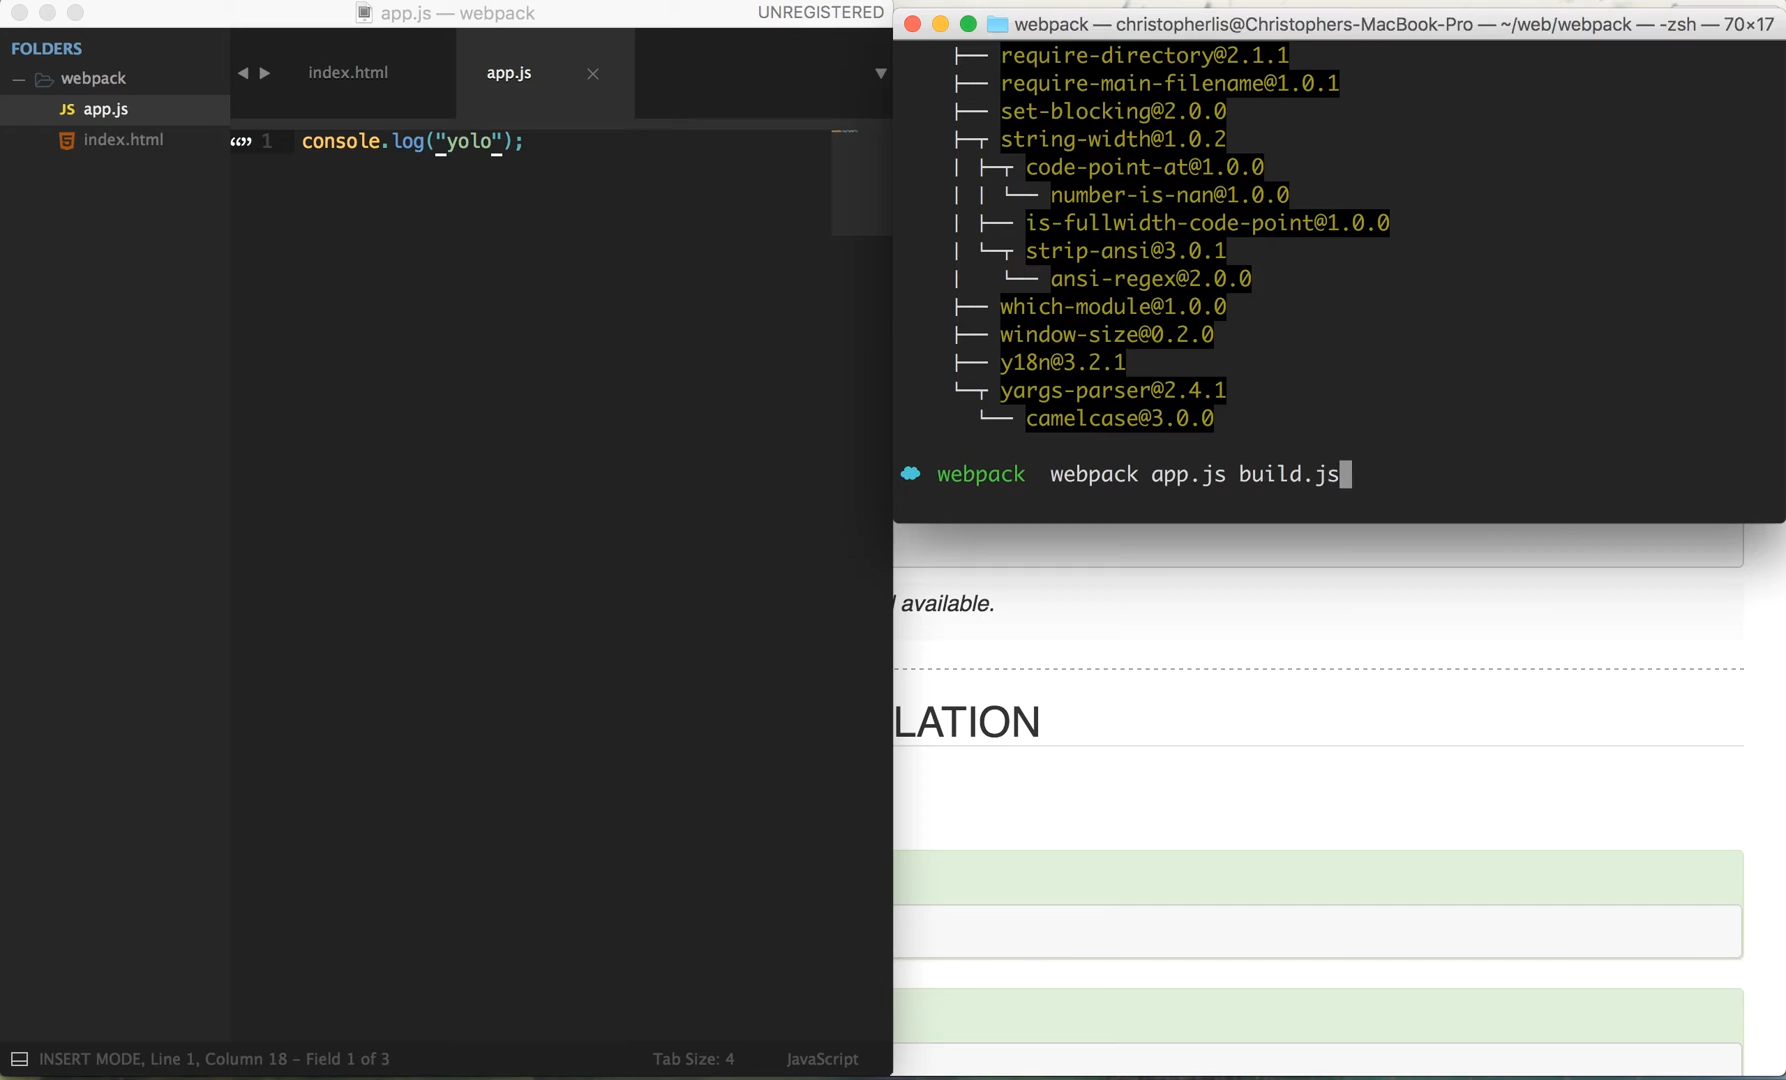 app.js — webpack
UNREGISTERED
FOLDERS
webpack
app.js
index.html
index.html
app.js
1 console.log("yolo");
INSERT MODE, Line 1, Column 18 – Field 1 of 3
Tab Size: 4
JavaScript
webpack — christopherlis@Christophers-MacBook-Pro — ~/web/webpack — -zsh — 70×17
├── require-directory@2.1.1
├── require-main-filename@1.0.1
├── set-blocking@2.0.0
├─┬ string-width@1.0.2
│ ├─┬ code-point-at@1.0.0
│ │ └── number-is-nan@1.0.0
│ ├── is-fullwidth-code-point@1.0.0
│ └─┬ strip-ansi@3.0.1
│   └── ansi-regex@2.0.0
├── which-module@1.0.0
├── window-size@0.2.0
├── y18n@3.2.1
└─┬ yargs-parser@2.4.1
  └── camelcase@3.0.0
webpack webpack app.js build.js
available.
LATION